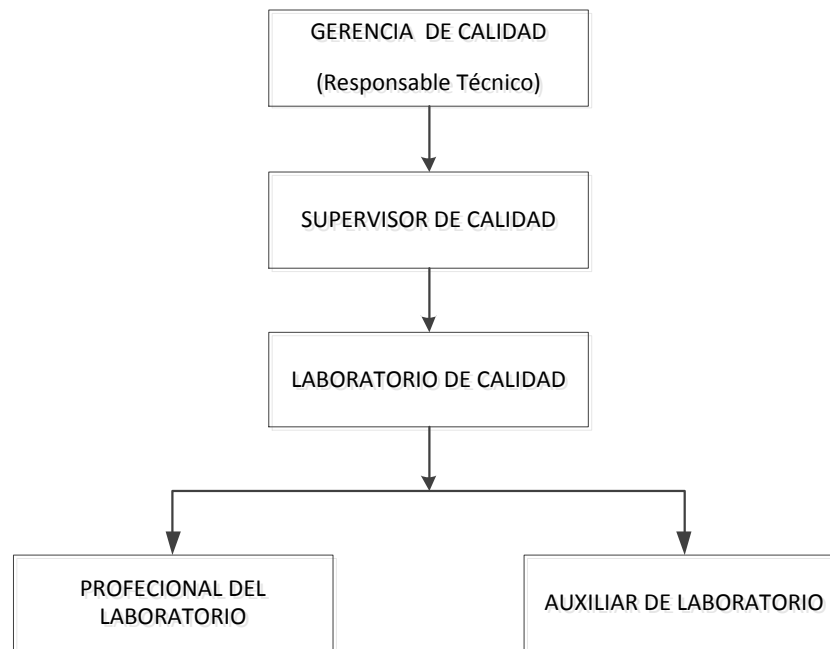 GERENCIA DE CALIDAD
(Responsable Técnico)
SUPERVISOR DE CALIDAD
LABORATORIO DE CALIDAD
PROFECIONAL DEL
LABORATORIO
AUXILIAR DE LABORATORIO